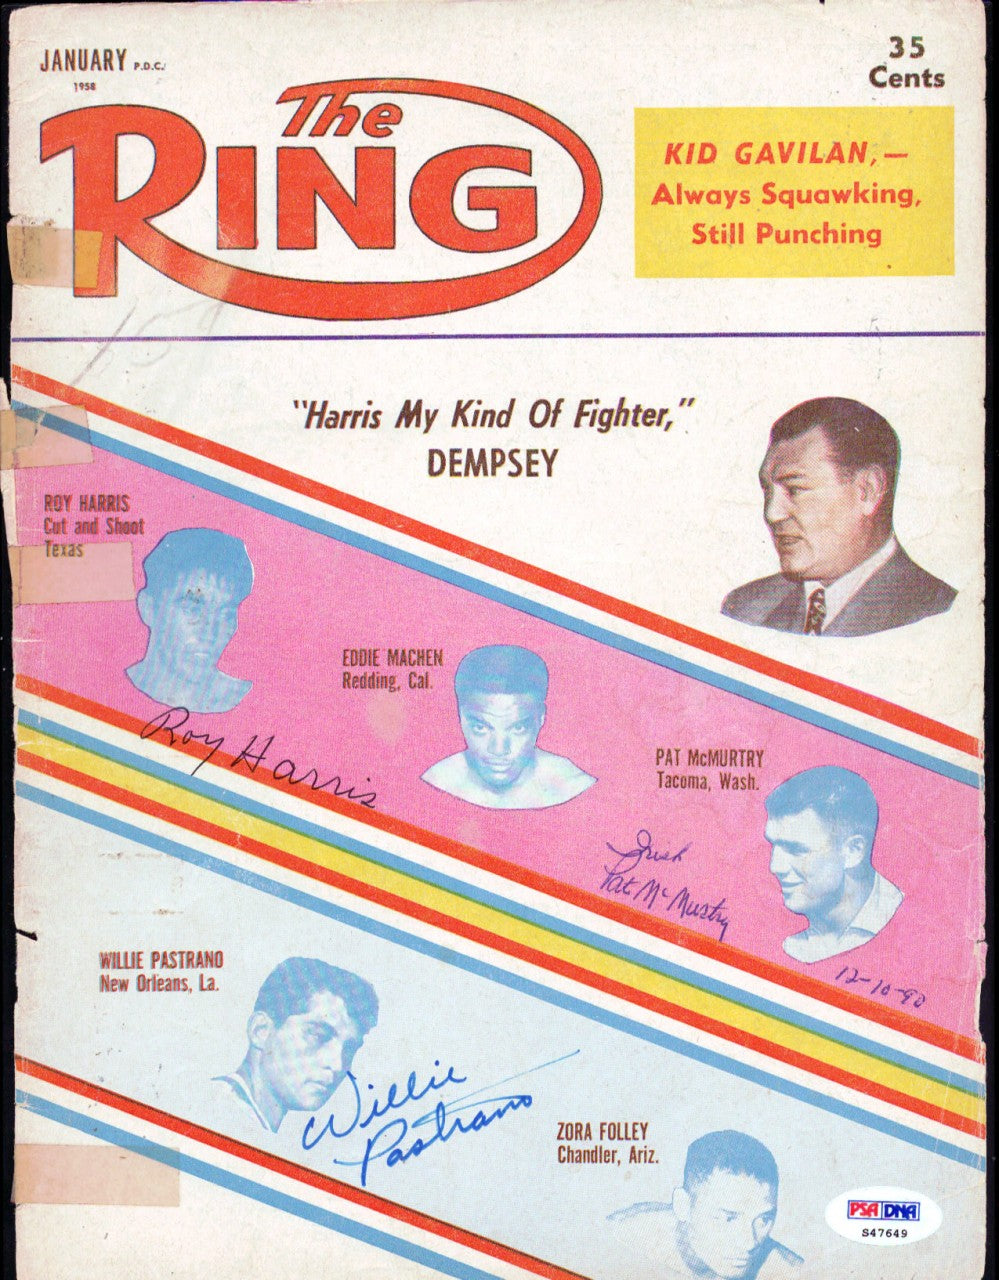 JANUARY P.D.C.
1958
35
Cents
The
RING
KID GAVILAN,—
Always Squawking,
Still Punching
"Harris My Kind Of Fighter,"
DEMPSEY
ROY HARRIS
Cut and Shoot
Texas
EDDIE MACHEN
Redding, Cal.
Roy Harris
PAT McMURTRY
Tacoma, Wash.
Irish
Pat McMurtry
12-10-90
WILLIE PASTRANO
New Orleans, La.
Willie
Pastrano
ZORA FOLLEY
Chandler, Ariz.
PSA DNA
S47649